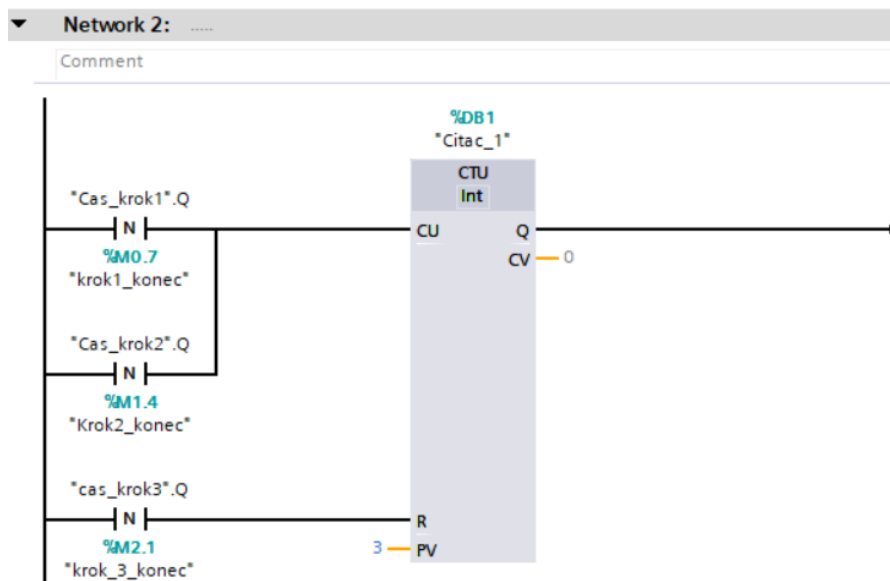 Network 2: .....
Comment
%DB1
"Citac_1"
CTU
Int
"Cas_krok1".Q
N
CU
Q
%M0.7
"krok1_konec"
CV
0
"Cas_krok2".Q
N
%M1.4
"Krok2_konec"
"cas_krok3".Q
N
R
%M2.1
"krok_3_konec"
3
PV